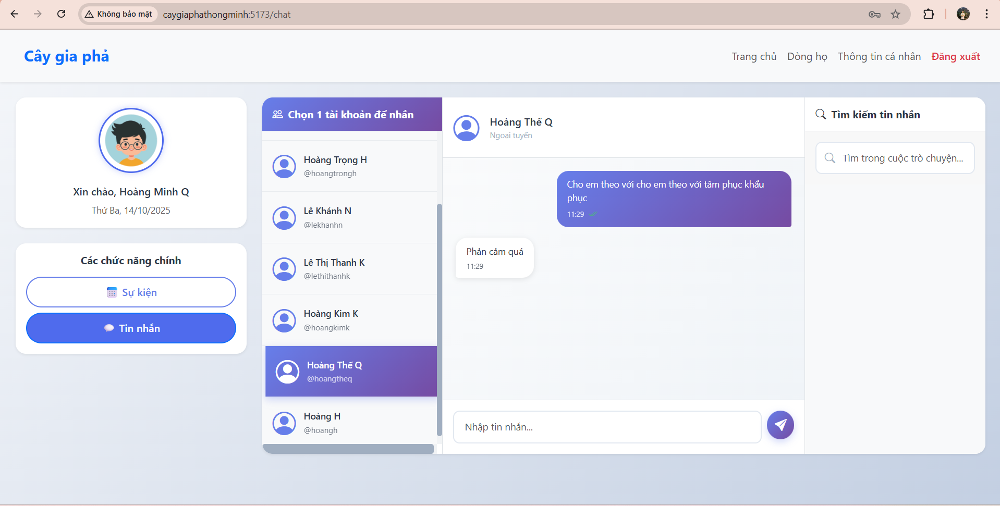 Không bảo mật
caygiaphathongminh:5173/chat
Cây gia phả
Trang chủ
Dòng họ
Thông tin cá nhân
Đăng xuất
Xin chào, Hoàng Minh Q
Thứ Ba, 14/10/2025
Các chức năng chính
Sự kiện
Tin nhắn
Chọn 1 tài khoản để nhắn
Hoàng Trọng H
@hoangtrongh
Lê Khánh N
@lekhanhn
Lê Thị Thanh K
@lethithanhk
Hoàng Kim K
@hoangkimk
Hoàng Thế Q
@hoangtheq
Hoàng H
@hoangh
Hoàng Thế Q
Ngoại tuyến
Cho em theo với cho em theo với tâm phục khẩu
phục
11:29
Phản cảm quá
11:29
Nhập tin nhắn...
Tìm kiếm tin nhắn
Tìm trong cuộc trò chuyện...